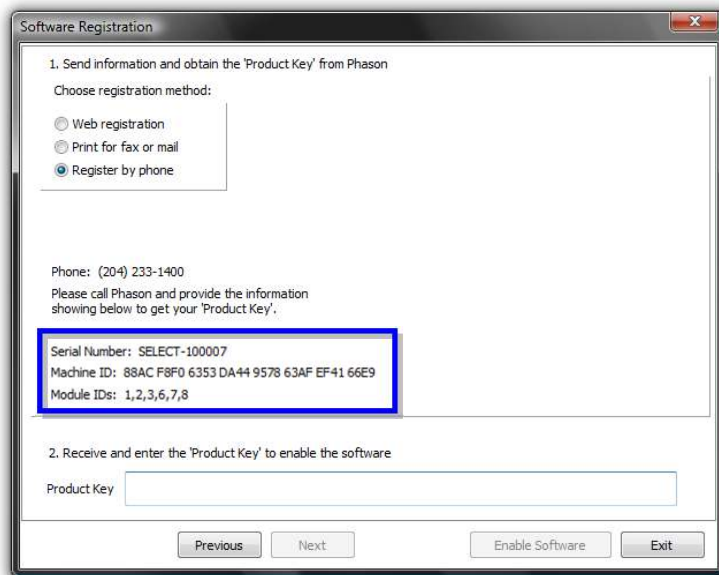 Software Registration
1. Send information and obtain the 'Product Key' from Phason
Choose registration method:
Web registration
Print for fax or mail
Register by phone
Phone: (204) 233-1400
Please call Phason and provide the information
showing below to get your 'Product Key'.
Serial Number: SELECT-100007
Machine ID: 88AC F8F0 6353 DA44 9578 63AF EF41 66E9
Module IDs: 1,2,3,6,7,8
2. Receive and enter the 'Product Key' to enable the software
Product Key
Previous Next Enable Software Exit